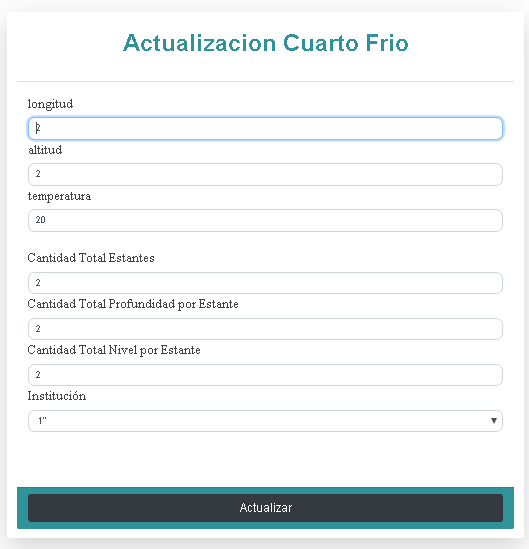 Actualizacion Cuarto Frio
longitud
2
altitud
2
temperatura
20
Cantidad Total Estantes
2
Cantidad Total Profundidad por Estante
2
Cantidad Total Nivel por Estante
2
Institución
1"
Actualizar